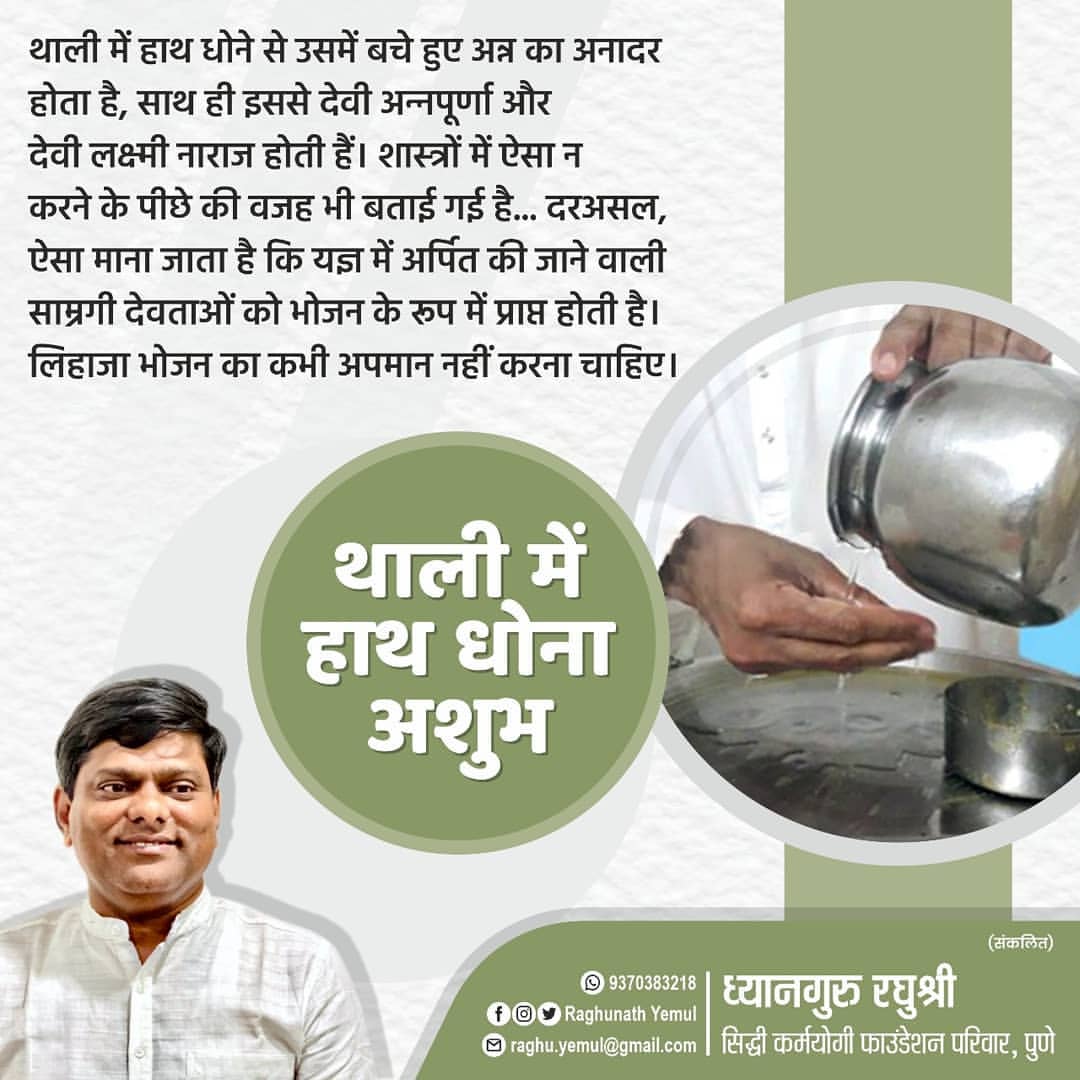 थाली में हाथ धोने से उसमें बचे हुए अन्न का अनादर
होता है, साथ ही इससे देवी अन्नपूर्णा और
देवी लक्ष्मी नाराज होती हैं। शास्त्रों में ऐसा न
करने के पीछे की वजह भी बताई गई है... दरअसल,
ऐसा माना जाता है कि यज्ञ में अर्पित की जाने वाली
साम्रगी देवताओं को भोजन के रूप में प्राप्त होती है।
लिहाजा भोजन का कभी अपमान नहीं करना चाहिए।
थाली में
हाथ धोना
अशुभ
(संकलित)
9370383218
Raghunath Yemul
raghu.yemul@gmail.com
ध्यानगुरु रघुश्री
सिद्धी कर्मयोगी फाउंडेशन परिवार, पुणे